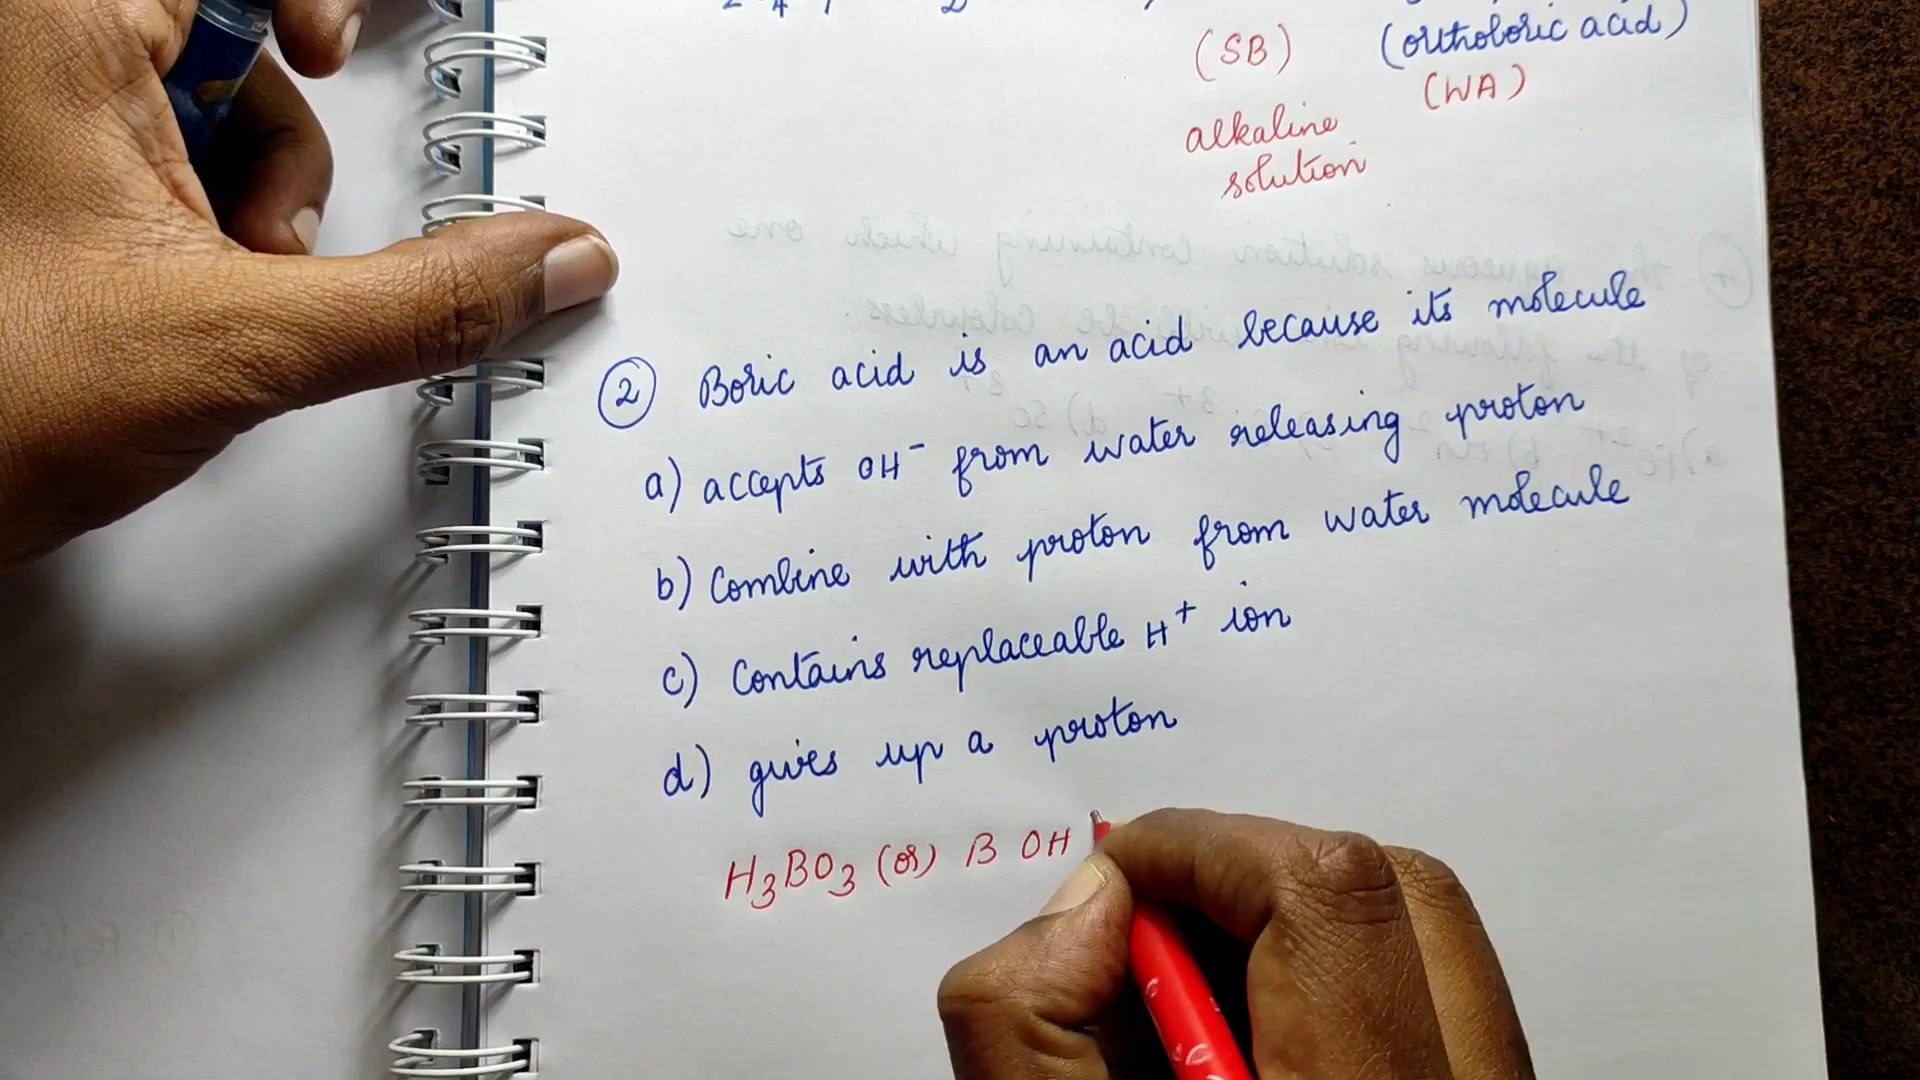 (SB) (orthoboric acid)
(WA)
alkaline
solution
② Boric acid is an acid because its molecule
a) accepts OH⁻ from water releasing proton
b) Combine with proton from water molecule
c) Contains replaceable H⁺ ion
d) gives up a proton
H₃BO₃ (or) B OH